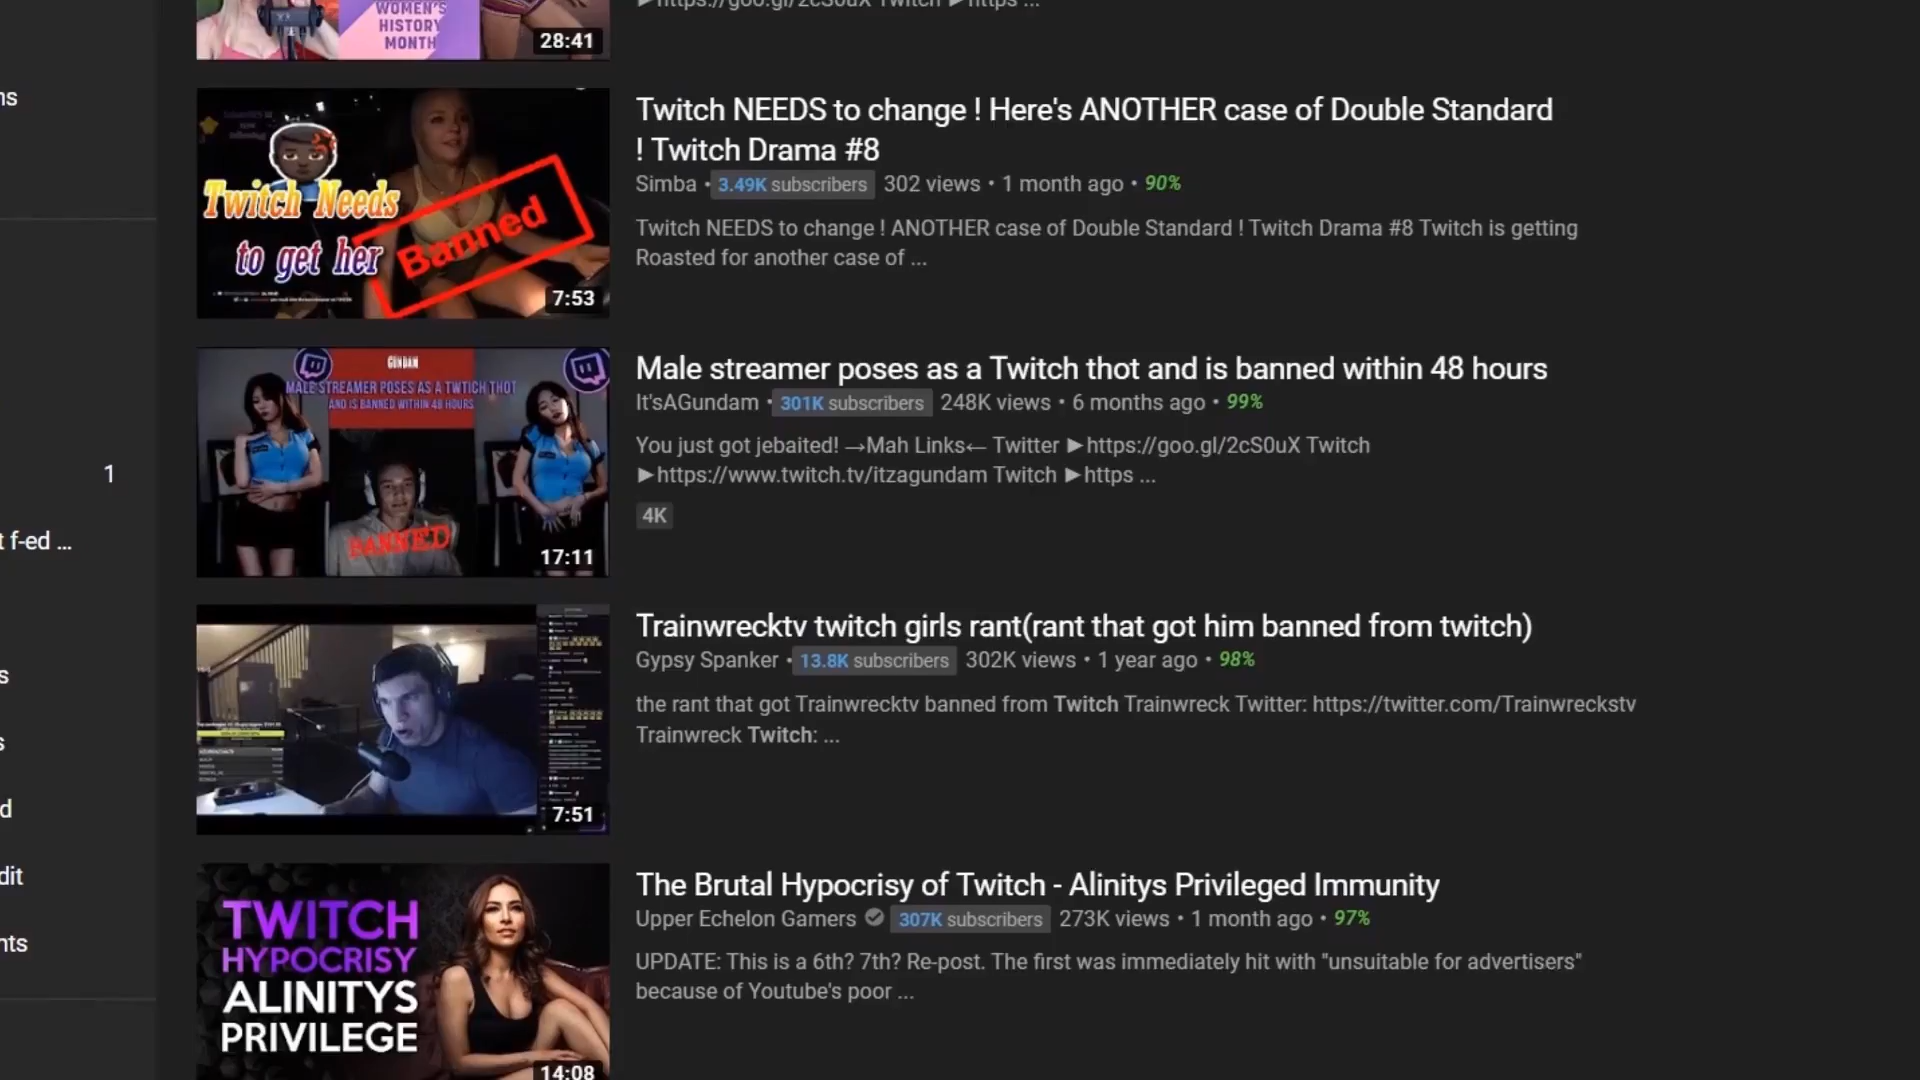 ▶https://goo.gl/2cS0uX Twitch ▶https ...
WOMEN'S
HISTORY
MONTH
28:41
ns
Twitch NEEDS to change ! Here's ANOTHER case of Double Standard
! Twitch Drama #8
Simba • 3.49K subscribers 302 views • 1 month ago • 90%
Twitch NEEDS to change ! ANOTHER case of Double Standard ! Twitch Drama #8 Twitch is getting
Roasted for another case of ...
Twitch Needs
to get her
Banned
7:53
Male streamer poses as a Twitch thot and is banned within 48 hours
It'sAGundam • 301K subscribers 248K views • 6 months ago • 99%
You just got jebaited! →Mah Links← Twitter ▶https://goo.gl/2cS0uX Twitch
▶https://www.twitch.tv/itzagundam Twitch ▶https ...
4K
GUNDAM
MALE STREAMER POSES AS A TWTICH THOT
AND IS BANNED WITHIN 48 HOURS
BANNED
17:11
1
t f-ed ...
Trainwrecktv twitch girls rant(rant that got him banned from twitch)
Gypsy Spanker • 13.8K subscribers 302K views • 1 year ago • 98%
the rant that got Trainwrecktv banned from Twitch Trainwreck Twitter: https://twitter.com/Trainwreckstv
Trainwreck Twitch: ...
7:51
s
s
d
dit
nts
The Brutal Hypocrisy of Twitch - Alinitys Privileged Immunity
Upper Echelon Gamers 307K subscribers 273K views • 1 month ago • 97%
UPDATE: This is a 6th? 7th? Re-post. The first was immediately hit with "unsuitable for advertisers"
because of Youtube's poor ...
TWITCH
HYPOCRISY
ALINITYS
PRIVILEGE
14:08